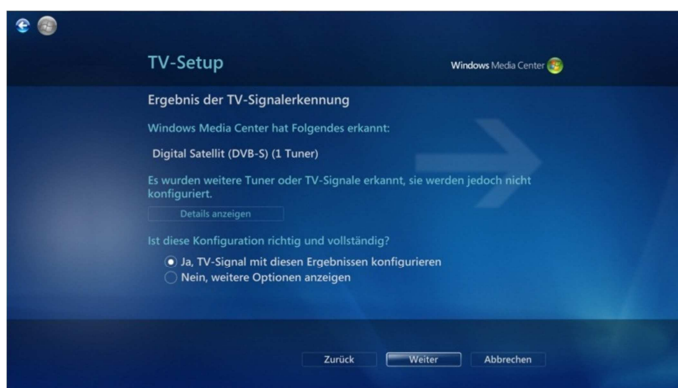 TV-Setup
Windows Media Center
Ergebnis der TV-Signalerkennung
Windows Media Center hat Folgendes erkannt:
Digital Satellit (DVB-S) (1 Tuner)
Es wurden weitere Tuner oder TV-Signale erkannt, sie werden jedoch nicht
konfiguriert.
Details anzeigen
Ist diese Konfiguration richtig und vollständig?
Ja, TV-Signal mit diesen Ergebnissen konfigurieren
Nein, weitere Optionen anzeigen
Zurück Weiter Abbrechen